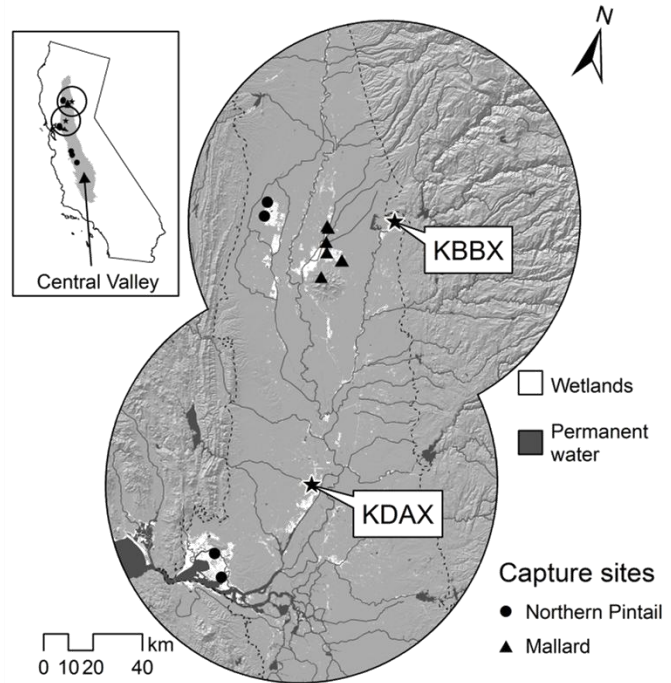 N
Central Valley
KBBX
Wetlands
Permanent
water
KDAX
Capture sites
Northern Pintail
Mallard
km
0 10 20 40